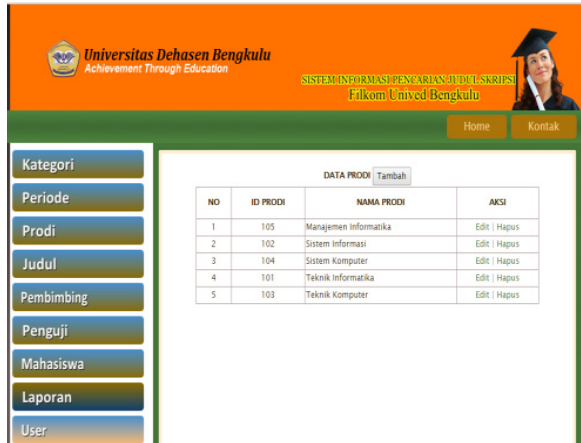 Universitas Dehasen Bengkulu
Achievement Through Education
SISTEM INFORMASI PENCARIAN JUDUL SKRIPSI
Filkom Unived Bengkulu
Home Kontak
Kategori
Periode
Prodi
Judul
Pembimbing
Penguji
Mahasiswa
Laporan
User
DATA PRODI Tambah
NO ID PRODI NAMA PRODI AKSI
1 105 Manajemen Informatika Edit | Hapus
2 102 Sistem Informasi Edit | Hapus
3 104 Sistem Komputer Edit | Hapus
4 101 Teknik Informatika Edit | Hapus
5 103 Teknik Komputer Edit | Hapus